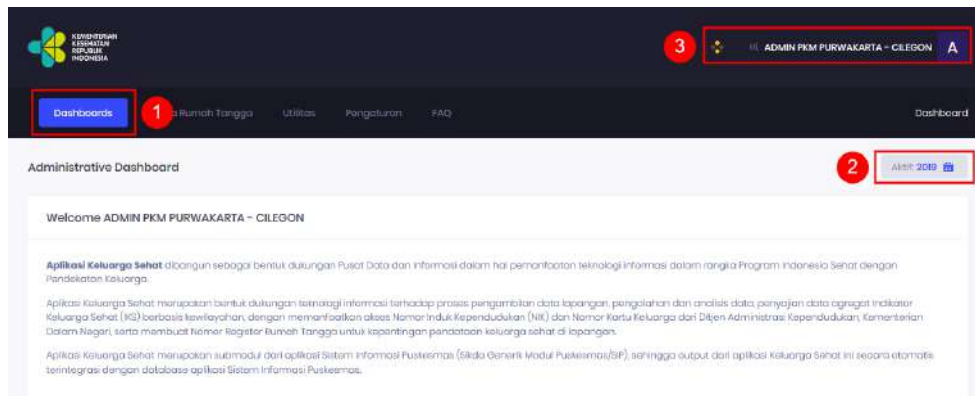 KEMENTERIAN
KESEHATAN
REPUBLIK
INDONESIA
3
Hi, ADMIN PKM PURWAKARTA - CILEGON A
Dashboards
1
Rumah Tangga Utilitas Pengaturan FAQ
Dashboard
Administrative Dashboard
2
Aktif: 2019
Welcome ADMIN PKM PURWAKARTA - CILEGON
Aplikasi Keluarga Sehat dibangun sebagai bentuk dukungan Pusat Data dan Informasi dalam hal pemanfaatan teknologi informasi dalam rangka Program Indonesia Sehat dengan
Pendekatan Keluarga.
Aplikasi Keluarga Sehat merupakan bentuk dukungan teknologi informasi terhadap proses pengambilan data lapangan, pengolahan dan analisis data, penyajian data agregat Indikator
Keluarga Sehat (IKS) berbasis kewilayahan, dengan memanfaatkan akses Nomor Induk Kependudukan (NIK) dan Nomor Kartu Keluarga dari Ditjen Administrasi Kependudukan, Kementerian
Dalam Negeri, serta membuat Nomor Register Rumah Tangga untuk kepentingan pendataan keluarga sehat di lapangan.
Aplikasi Keluarga Sehat merupakan submodul dari aplikasi Sistem Informasi Puskesmas (Sikda Generik Modul Puskesmas/SIP), sehingga output dari aplikasi Keluarga Sehat ini secara otomatis
terintegrasi dengan database aplikasi Sistem Informasi Puskesmas.